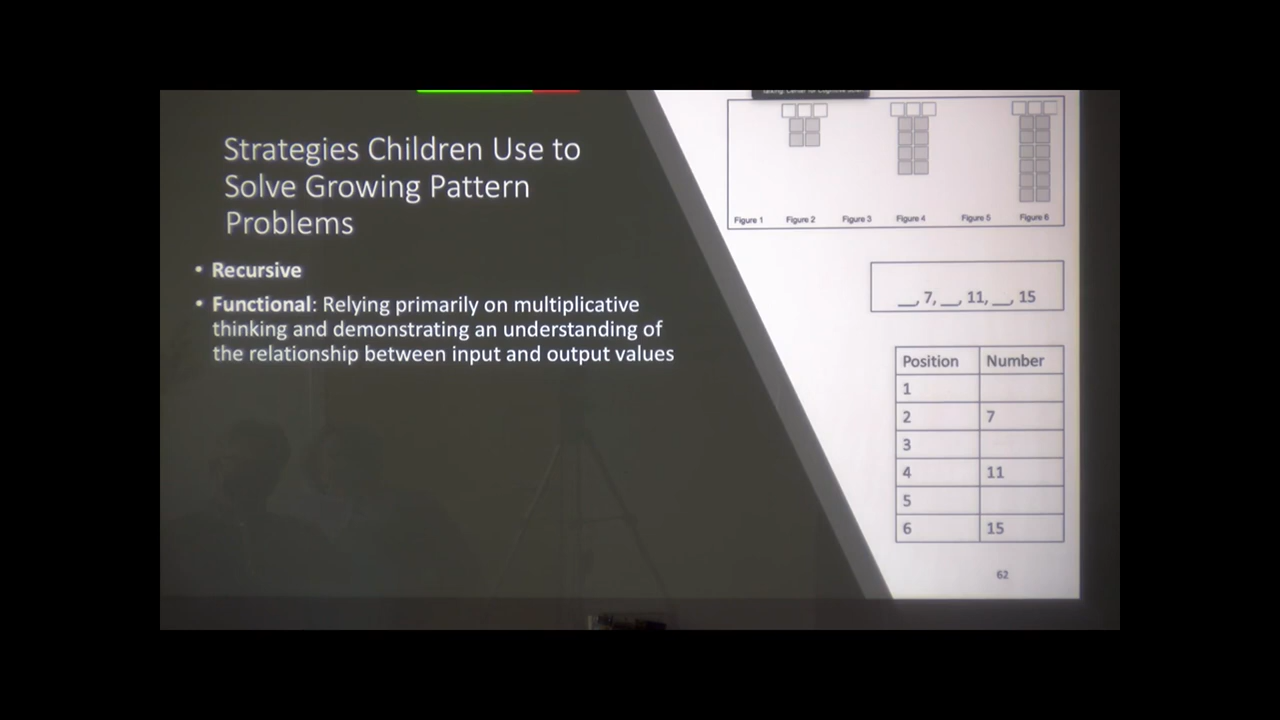 Strategies Children Use to
Solve Growing Pattern
Problems
• Recursive
• Functional: Relying primarily on multiplicative
thinking and demonstrating an understanding of
the relationship between input and output values
Figure 1 Figure 2 Figure 3 Figure 4 Figure 5 Figure 6
__, 7, __, 11, __, 15
Position Number
1
2 7
3
4 11
5
6 15
62